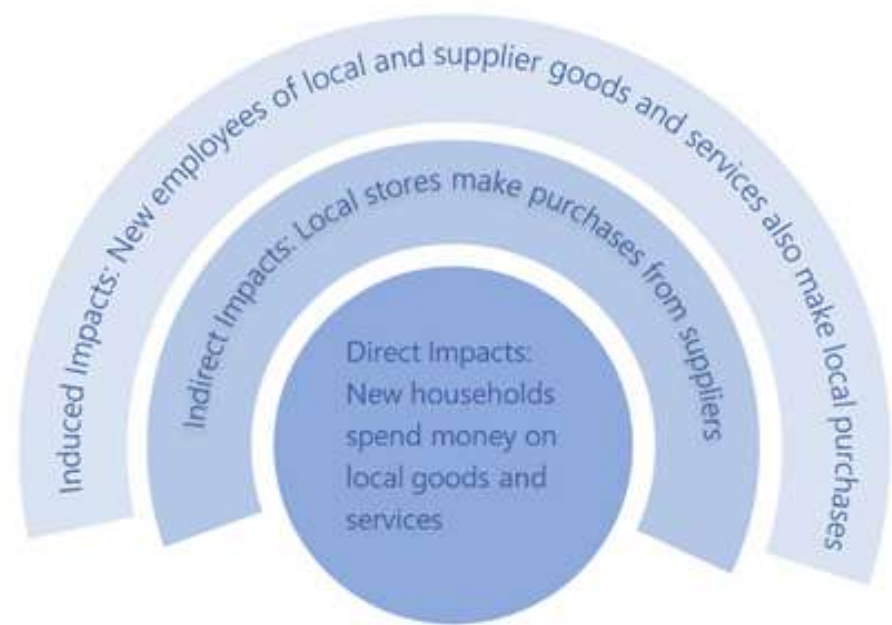 Induced Impacts: New employees of local and supplier goods and services also make local purchases
Indirect Impacts: Local stores make purchases from suppliers
Direct Impacts:
New households
spend money on
local goods and
services